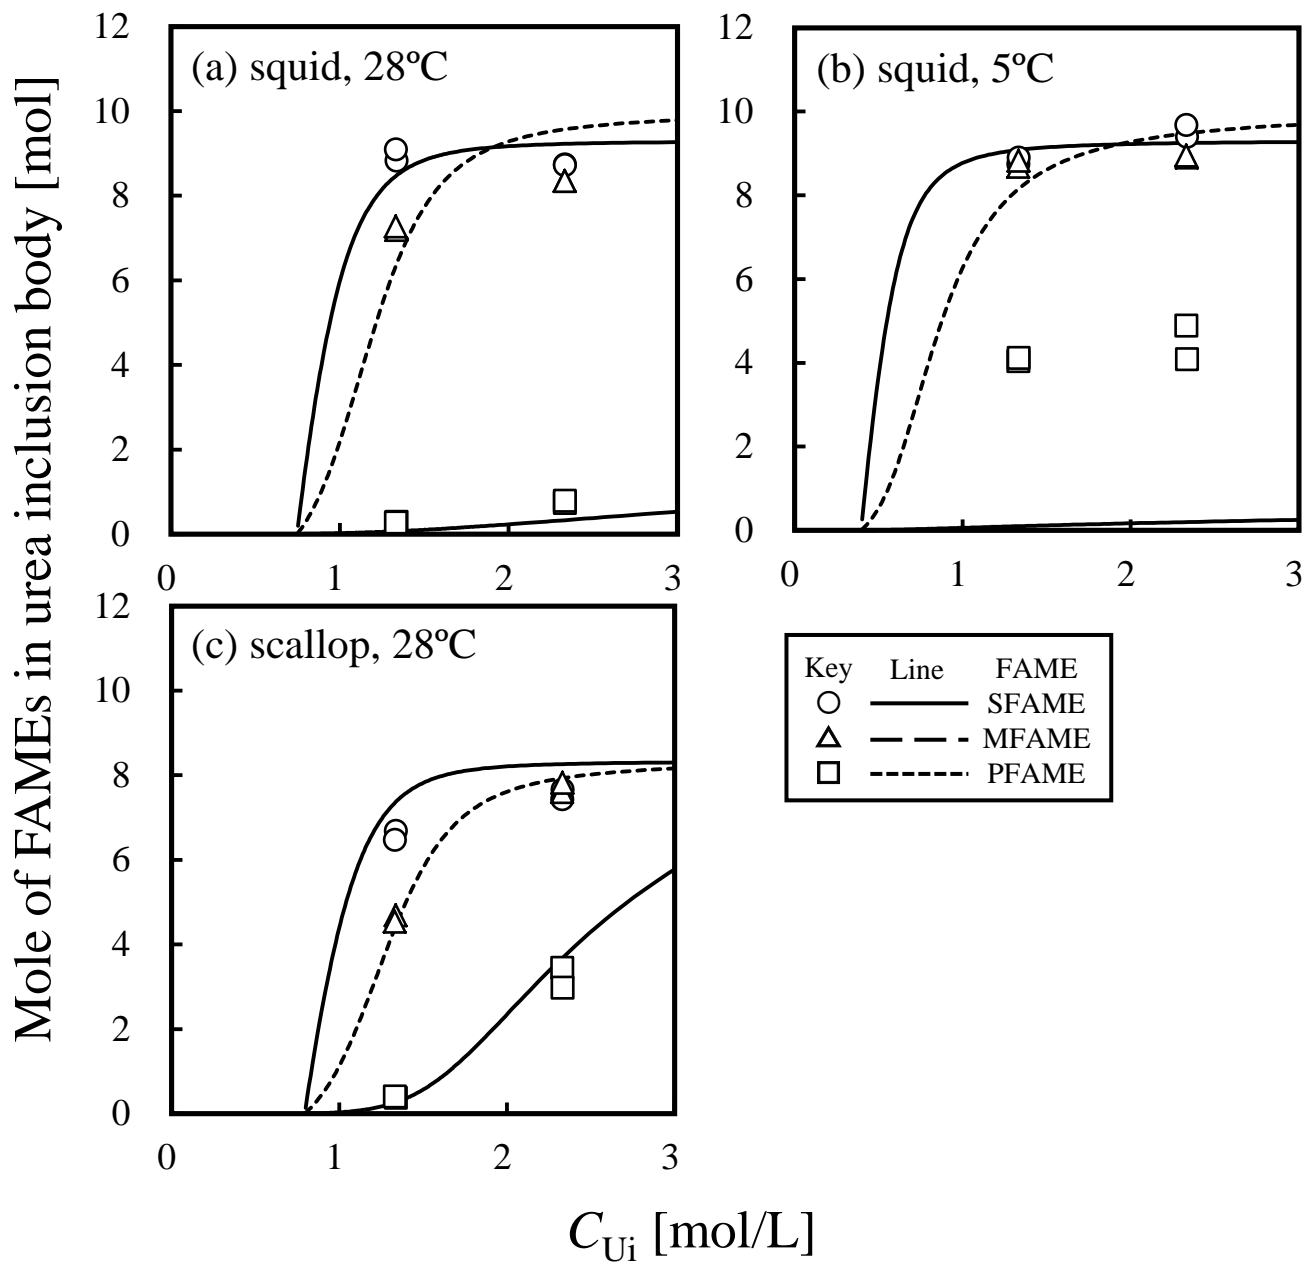 Mole of FAMEs in urea inclusion body [mol]
(a) squid, 28ºC
12
10
8
6
4
2
0
0 1 2 3
(b) squid, 5ºC
12
10
8
6
4
2
0
0 1 2 3
(c) scallop, 28ºC
12
10
8
6
4
2
0
0 1 2 3
Key Line FAME
SFAME
MFAME
PFAME
CUi [mol/L]